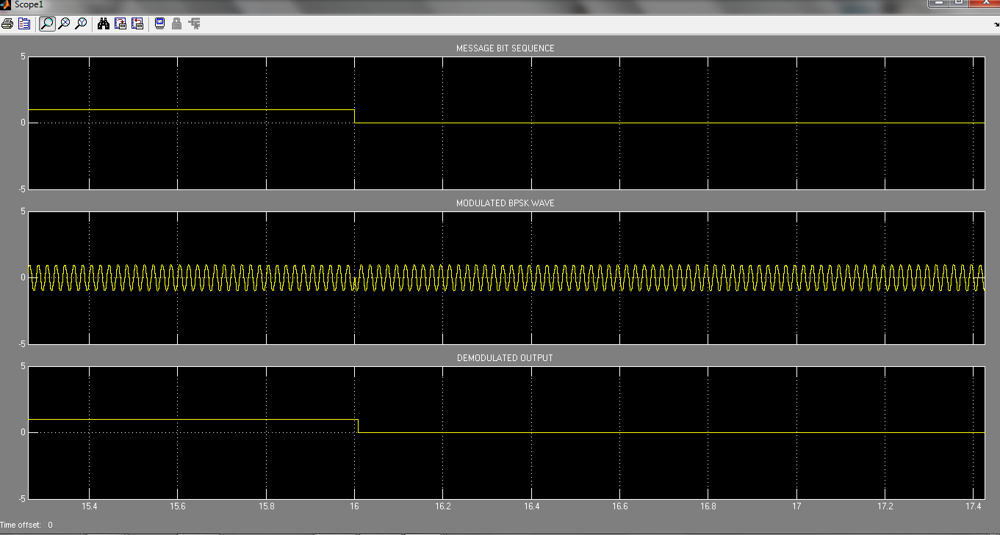 Scope1
MESSAGE BIT SEQUENCE
5
0
-5
MODULATED BPSK WAVE
5
0
-5
DEMODULATED OUTPUT
5
0
-5
15.4 15.6 15.8 16 16.2 16.4 16.6 16.8 17 17.2 17.4
Time offset: 0